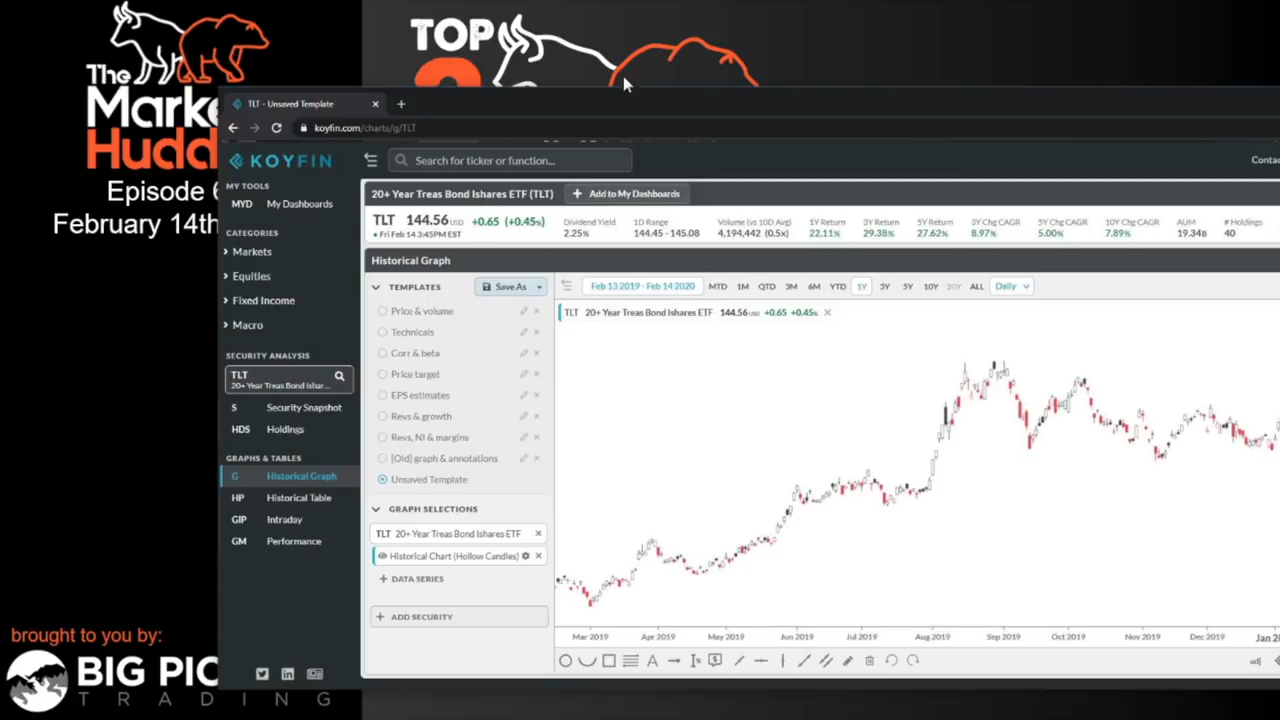 TOP
The
Marke
Huddl
Episode 6
February 14th
brought to you by:
BIG PIC
TRADING
TLT - Unsaved Template
koyfin.com/charts/g/TLT
KOYFIN
Search for ticker or function...
Contac
MY TOOLS
MYD My Dashboards
CATEGORIES
Markets
Equities
Fixed Income
Macro
SECURITY ANALYSIS
TLT
20+ Year Treas Bond Ishar...
S Security Snapshot
HDS Holdings
GRAPHS & TABLES
G Historical Graph
HP Historical Table
GIP Intraday
GM Performance
20+ Year Treas Bond Ishares ETF (TLT)
+ Add to My Dashboards
TLT 144.56 USD +0.65 (+0.45%)
Fri Feb 14 3:45PM EST
Dividend Yield 1D Range Volume (vs 10D Avg) 1Y Return 3Y Return 5Y Return 3Y Chg CAGR 5Y Chg CAGR 10Y Chg CAGR AUM # Holdings
2.25% 144.45 - 145.08 4,194,442 (0.5x) 22.11% 29.38% 27.62% 8.97% 5.00% 7.89% 19.34B 40
Historical Graph
TEMPLATES
Save As
Price & volume
Technicals
Corr & beta
Price target
EPS estimates
Revs & growth
Revs, NI & margins
[Old] graph & annotations
Unsaved Template
GRAPH SELECTIONS
TLT 20+ Year Treas Bond Ishares ETF
Historical Chart (Hollow Candles)
+ DATA SERIES
+ ADD SECURITY
Feb 13 2019 - Feb 14 2020 MTD 1M QTD 3M 6M YTD 1Y 3Y 5Y 10Y 20Y ALL Daily
TLT 20+ Year Treas Bond Ishares ETF 144.56 USD +0.65 +0.45%
Mar 2019 Apr 2019 May 2019 Jun 2019 Jul 2019 Aug 2019 Sep 2019 Oct 2019 Nov 2019 Dec 2019 Jan 20